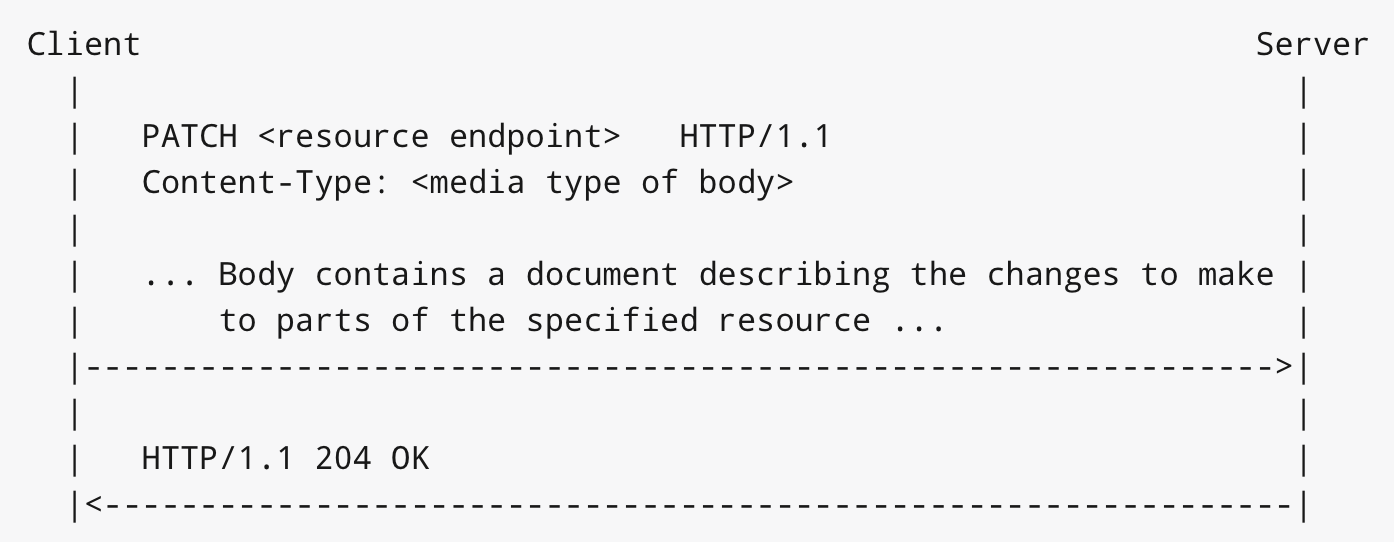 Client Server
PATCH <resource endpoint> HTTP/1.1
Content-Type: <media type of body>
... Body contains a document describing the changes to make
to parts of the specified resource ...
HTTP/1.1 204 OK